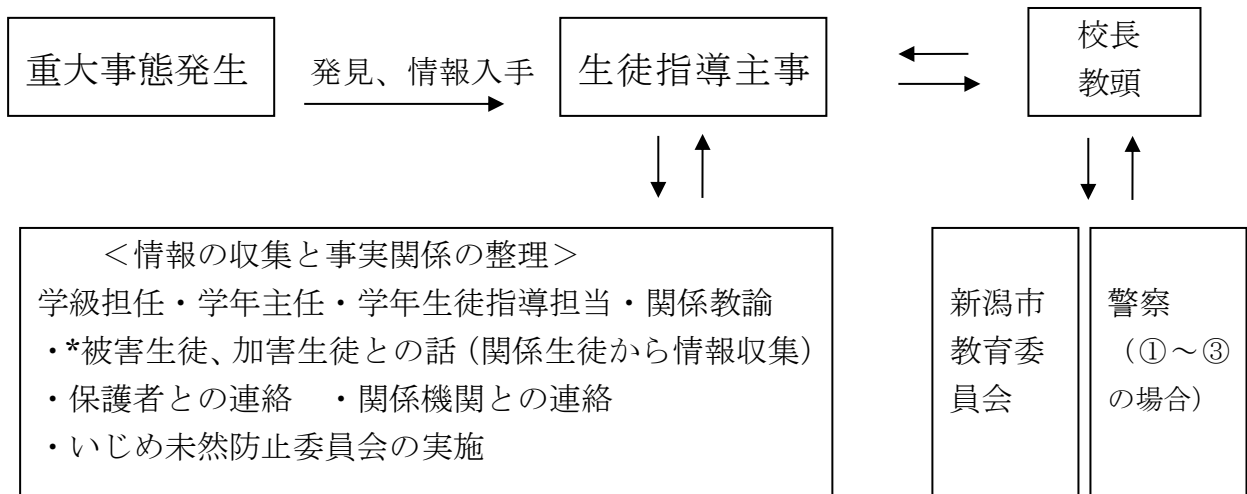 重大事態発生
発見、情報入手
生徒指導主事
校長
教頭
＜情報の収集と事実関係の整理＞
学級担任・学年主任・学年生徒指導担当・関係教諭
・*被害生徒、加害生徒との話（関係生徒から情報収集）
・保護者との連絡　・関係機関との連絡
・いじめ未然防止委員会の実施
新潟市
教育委
員会
警察
（①～③
の場合）